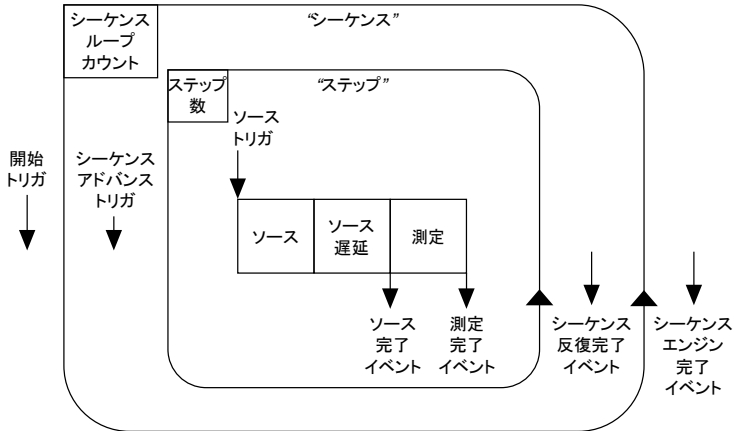 シーケンス
ループ
カウント
“シーケンス”
ステップ
数
“ステップ”
ソース
トリガ
開始
トリガ
シーケンス
アドバンス
トリガ
ソース
ソース
遅延
測定
ソース
完了
イベント
測定
完了
イベント
シーケンス
反復完了
イベント
シーケンス
エンジン
完了
イベント